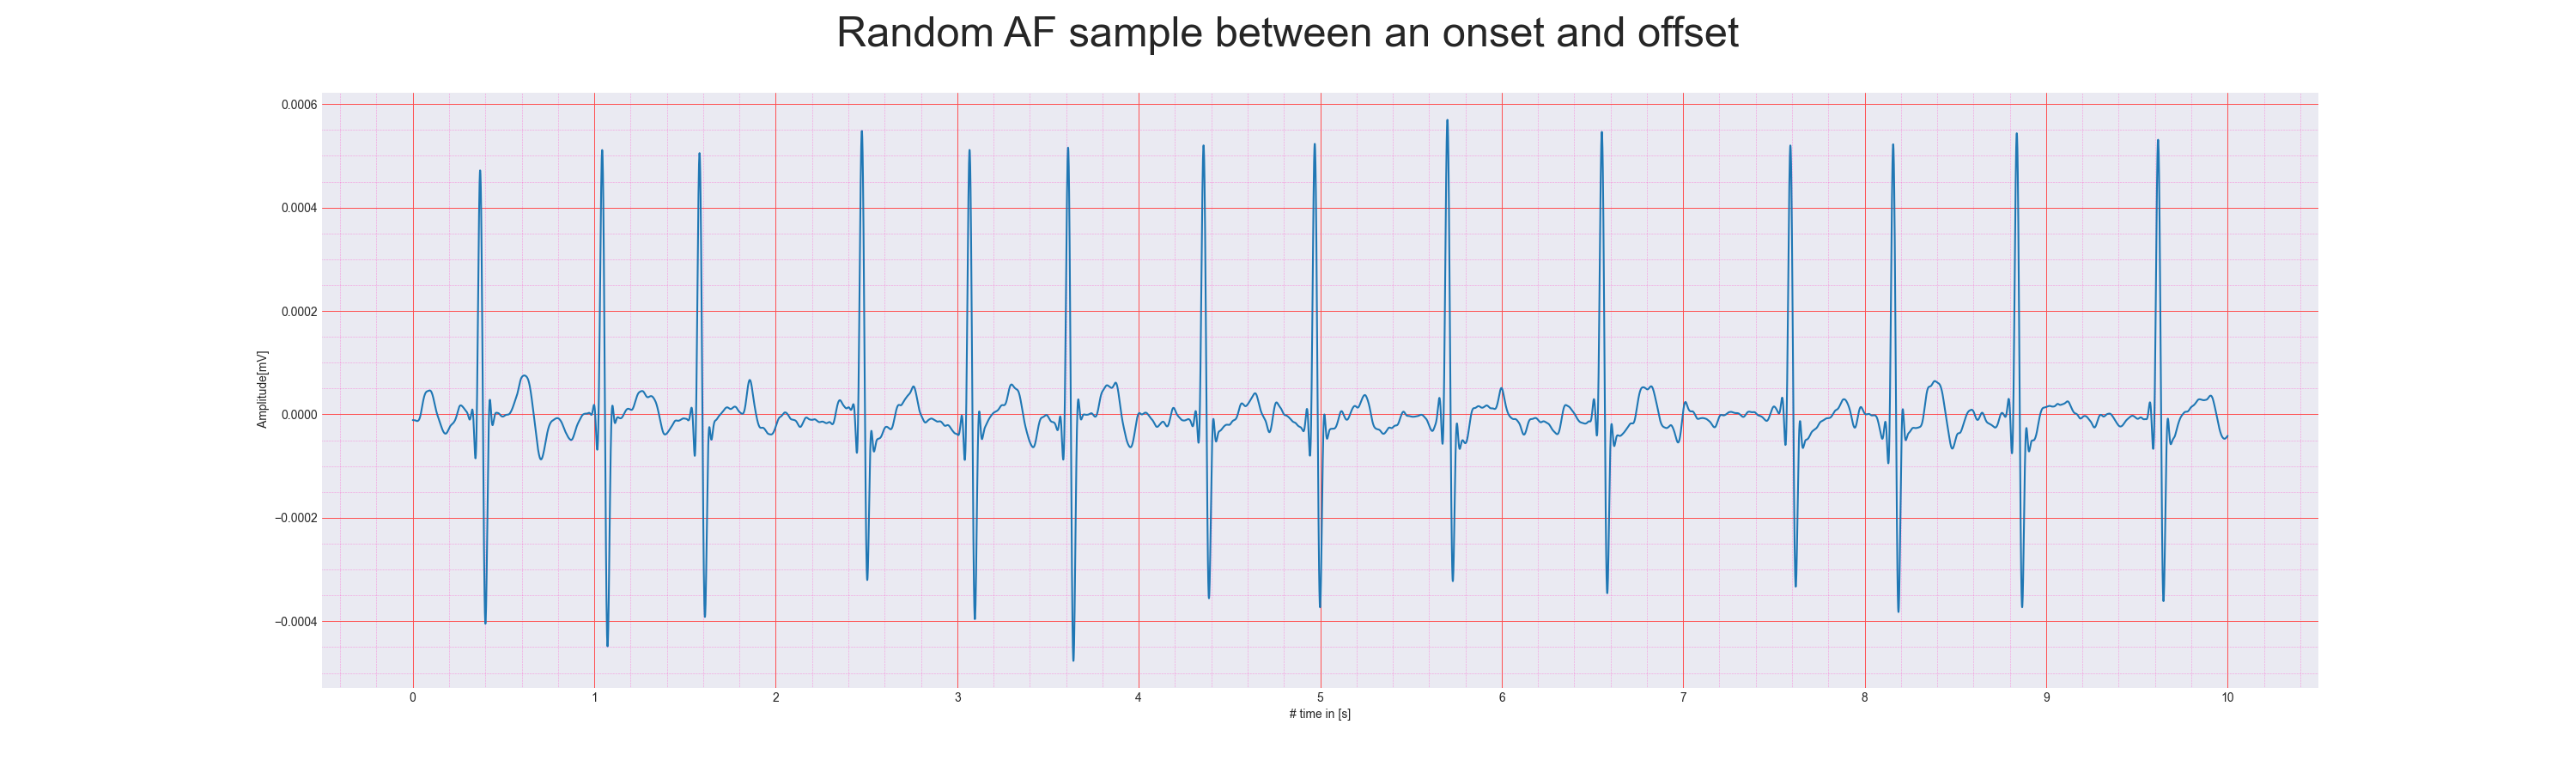 Random AF sample between an onset and offset
0.0006
0.0004
0.0002
0.0000
−0.0002
−0.0004
Amplitude[mV]
0 1 2 3 4 5 6 7 8 9 10
# time in [s]